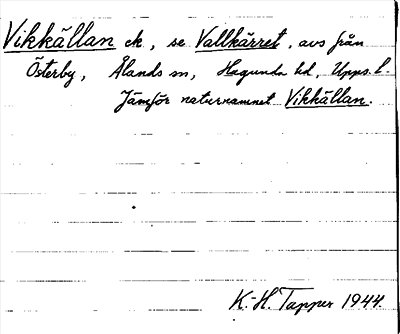 Vikkällan ck, se Vallkärret, avs från
Österby, Ålands sn, Hagunda hd, Upps. l.
Jämför naturnamnet Vikkällan.
K.-H. Tapper 1944.